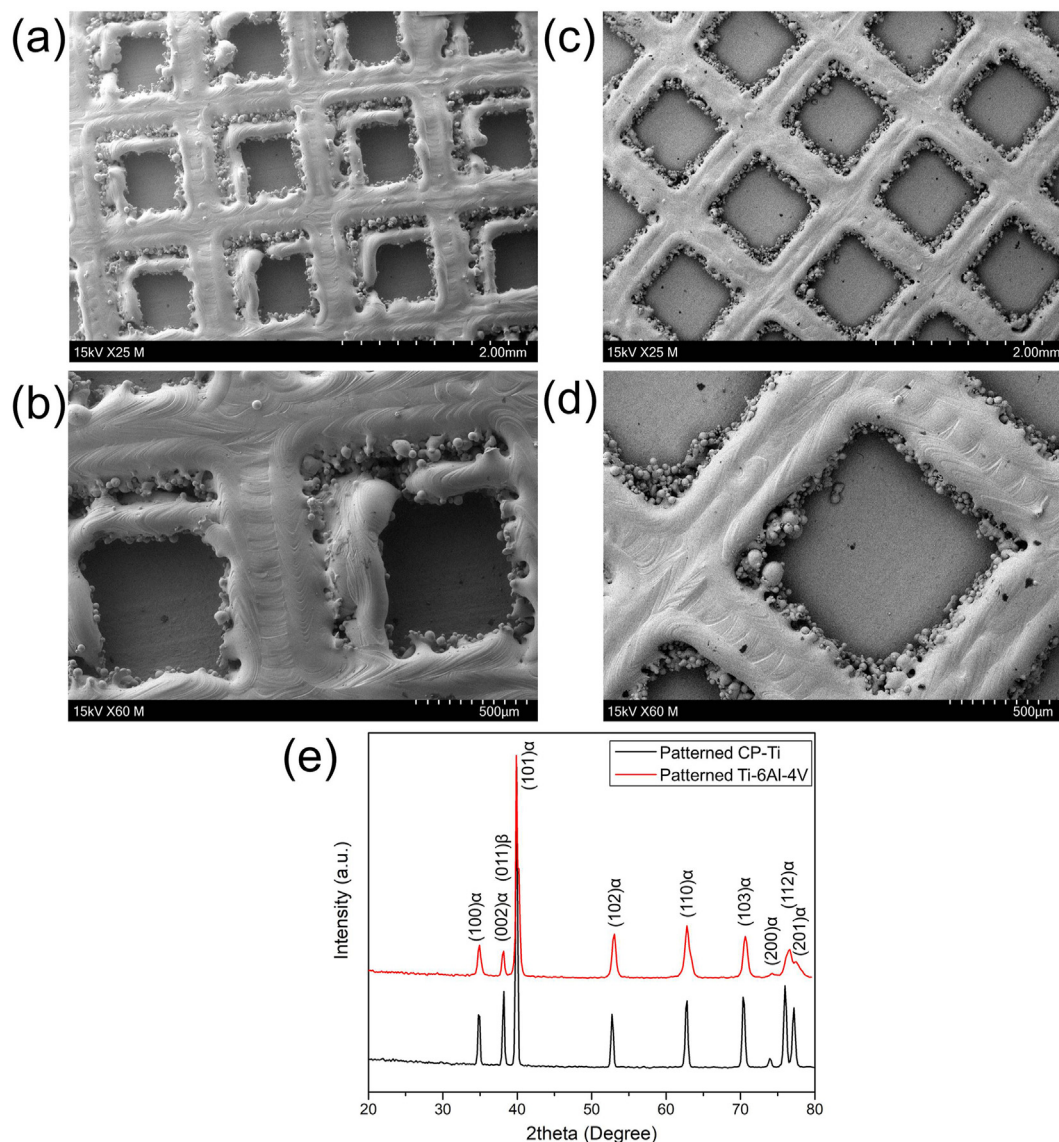 (a)
15kV X25 M 2.00mm
(c)
15kV X25 M 2.00mm
(b)
15kV X60 M 500μm
(d)
15kV X60 M 500μm
(e)
Patterned CP-Ti
Patterned Ti-6Al-4V
Intensity (a.u.)
(100)α
(002)α
(011)β
(101)α
(102)α
(110)α
(103)α
(200)α
(112)α
(201)α
20 30 40 50 60 70 80
2theta (Degree)